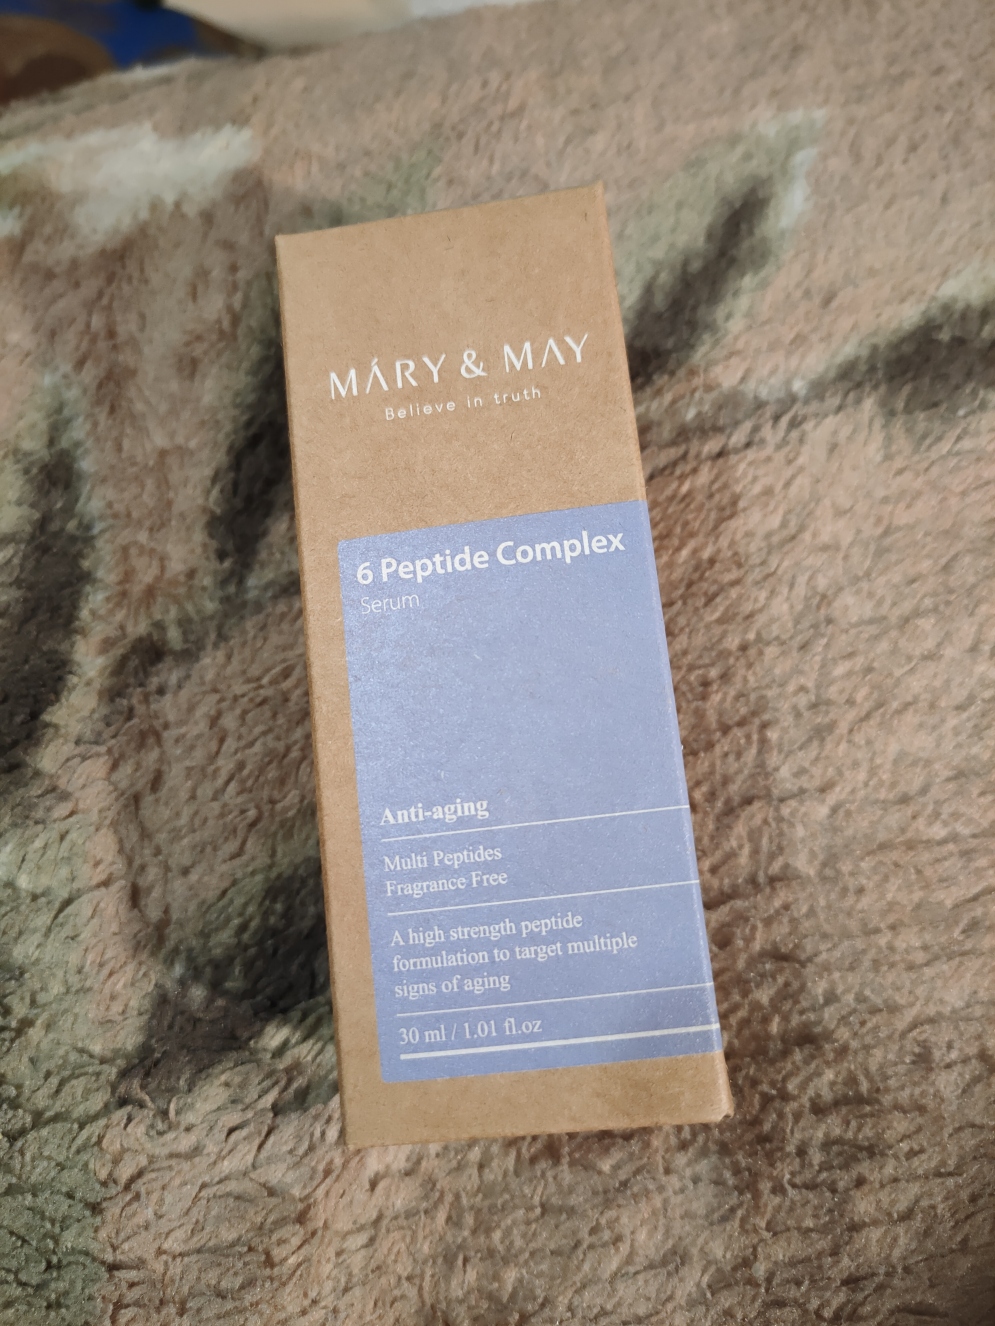 MÁRY & MAY
Believe in truth
6 Peptide Complex
Serum
Anti-aging
Multi Peptides
Fragrance Free
A high strength peptide
formulation to target multiple
signs of aging
30 ml / 1.01 fl.oz